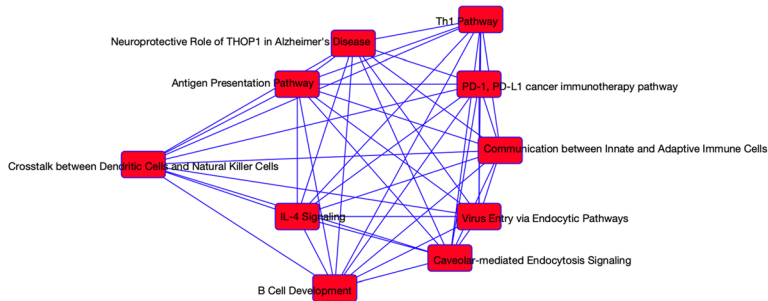 Th1 Pathway
Neuroprotective Role of THOP1 in Alzheimer's Disease
Antigen Presentation Pathway
PD-1, PD-L1 cancer immunotherapy pathway
Communication between Innate and Adaptive Immune Cells
Crosstalk between Dendritic Cells and Natural Killer Cells
IL-4 Signaling
Virus Entry via Endocytic Pathways
Caveolar-mediated Endocytosis Signaling
B Cell Development